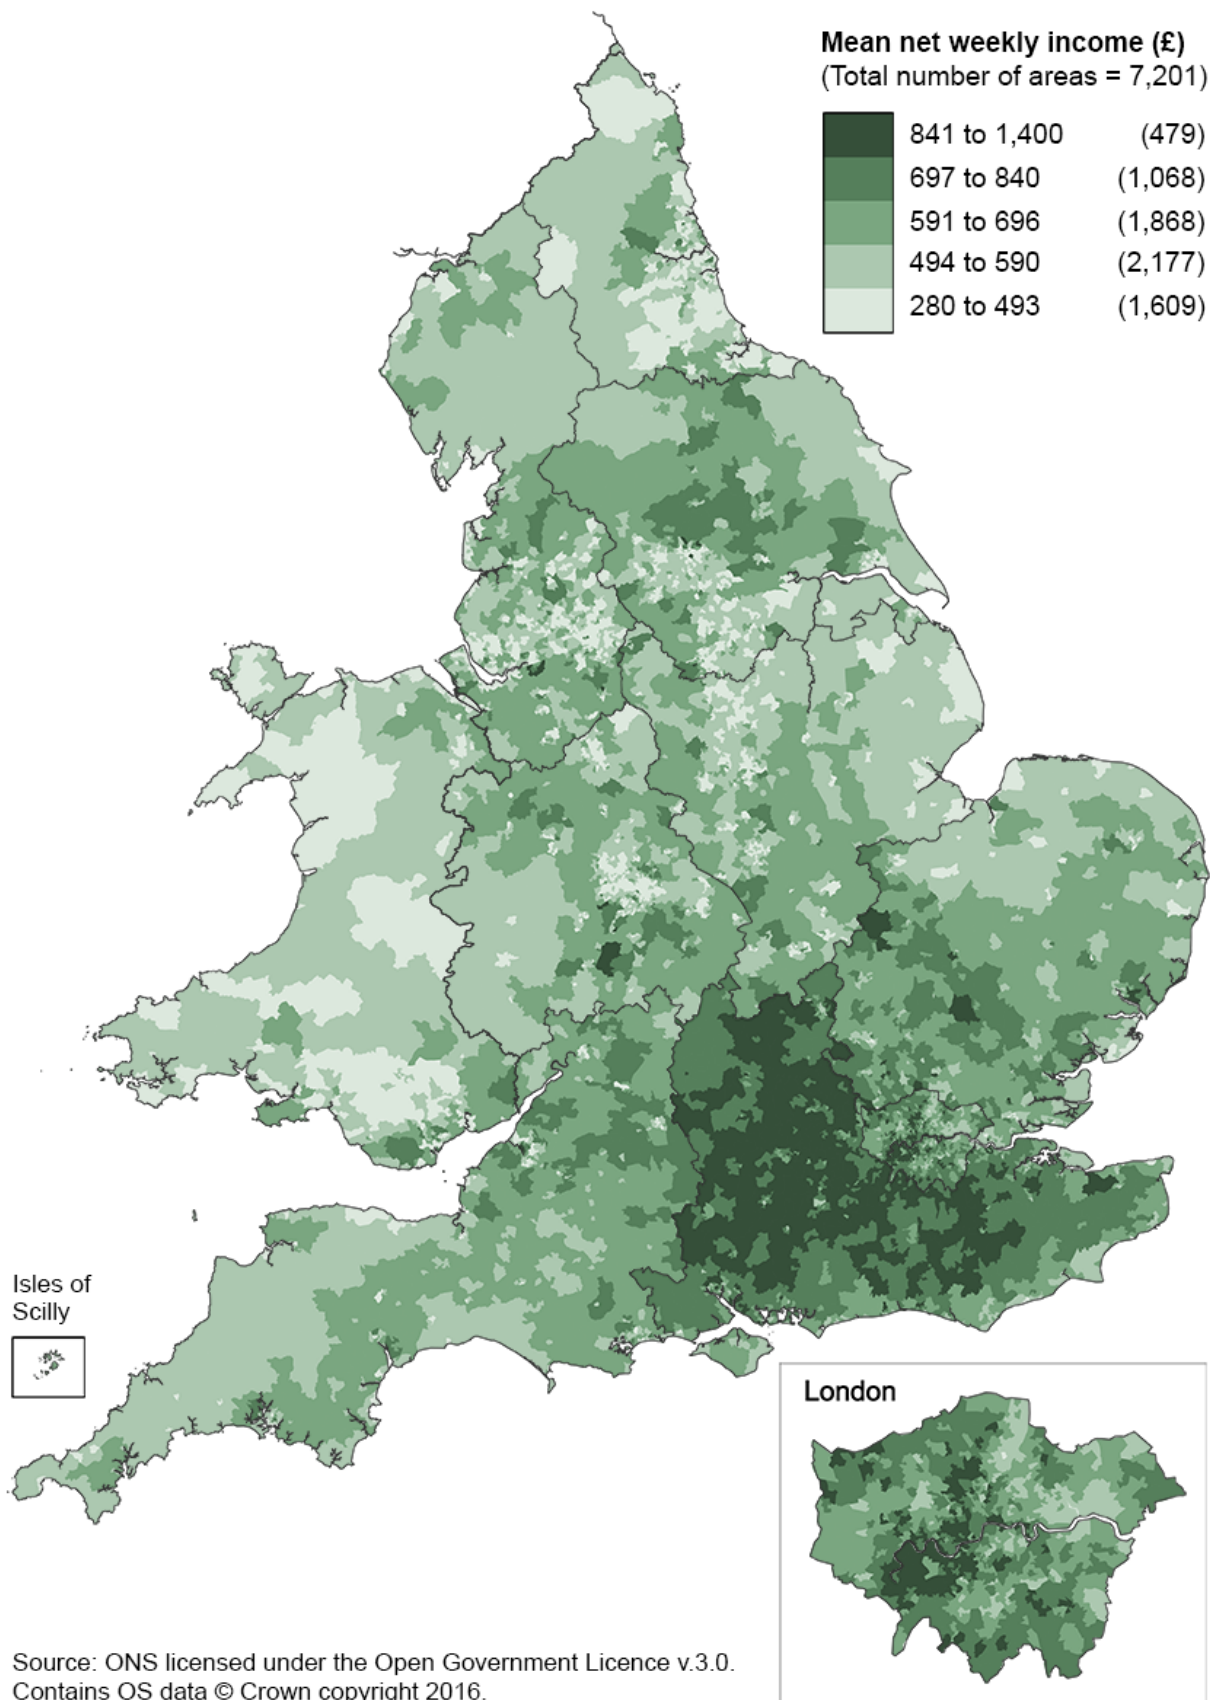 Mean net weekly income (£)
(Total number of areas = 7,201)
841 to 1,400 (479)
697 to 840 (1,068)
591 to 696 (1,868)
494 to 590 (2,177)
280 to 493 (1,609)
Isles of
Scilly
London
Source: ONS licensed under the Open Government Licence v.3.0.
Contains OS data © Crown copyright 2016.